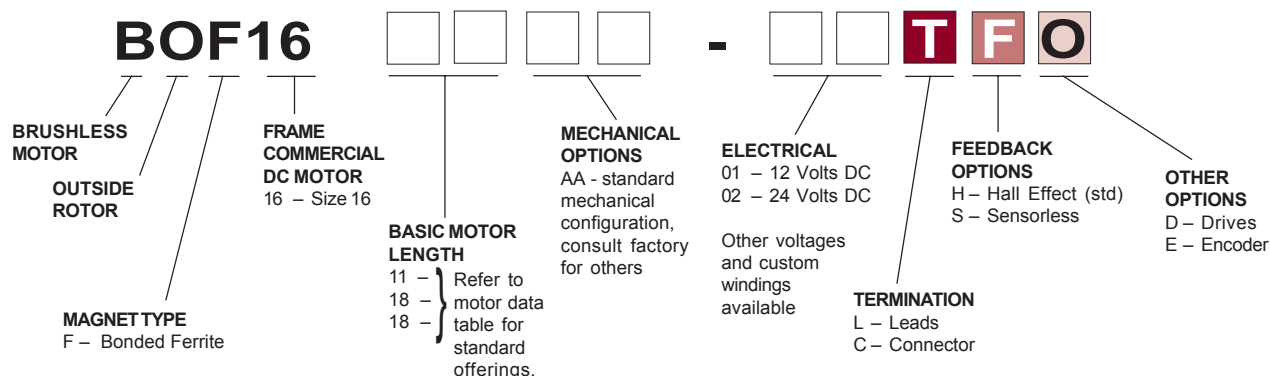 BOF16 - T F O
BRUSHLESS
MOTOR
OUTSIDE
ROTOR
MAGNET TYPE
F – Bonded Ferrite
FRAME
COMMERCIAL
DC MOTOR
16 – Size 16
BASIC MOTOR
LENGTH
11 –
18 –
18 –
} Refer to
motor data
table for
standard
offerings.
MECHANICAL
OPTIONS
AA - standard
mechanical
configuration,
consult factory
for others
ELECTRICAL
01 – 12 Volts DC
02 – 24 Volts DC
Other voltages
and custom
windings
available
TERMINATION
L – Leads
C – Connector
FEEDBACK
OPTIONS
H – Hall Effect (std)
S – Sensorless
OTHER
OPTIONS
D – Drives
E – Encoder